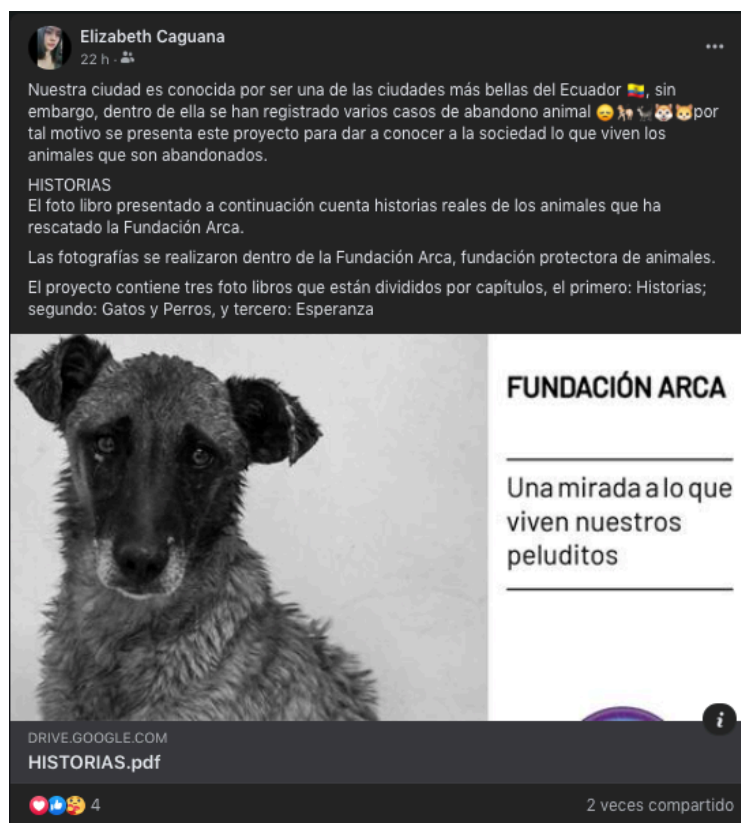 Elizabeth Caguana
22 h ·
Nuestra ciudad es conocida por ser una de las ciudades más bellas del Ecuador 🇪🇨, sin
embargo, dentro de ella se han registrado varios casos de abandono animal 😞🐕🐈‍⬛🐺🐱por
tal motivo se presenta este proyecto para dar a conocer a la sociedad lo que viven los
animales que son abandonados.
HISTORIAS
El foto libro presentado a continuación cuenta historias reales de los animales que ha
rescatado la Fundación Arca.
Las fotografías se realizaron dentro de la Fundación Arca, fundación protectora de animales.
El proyecto contiene tres foto libros que están divididos por capítulos, el primero: Historias;
segundo: Gatos y Perros, y tercero: Esperanza
FUNDACIÓN ARCA
Una mirada a lo que
viven nuestros
peluditos
DRIVE.GOOGLE.COM
HISTORIAS.pdf
4
2 veces compartido